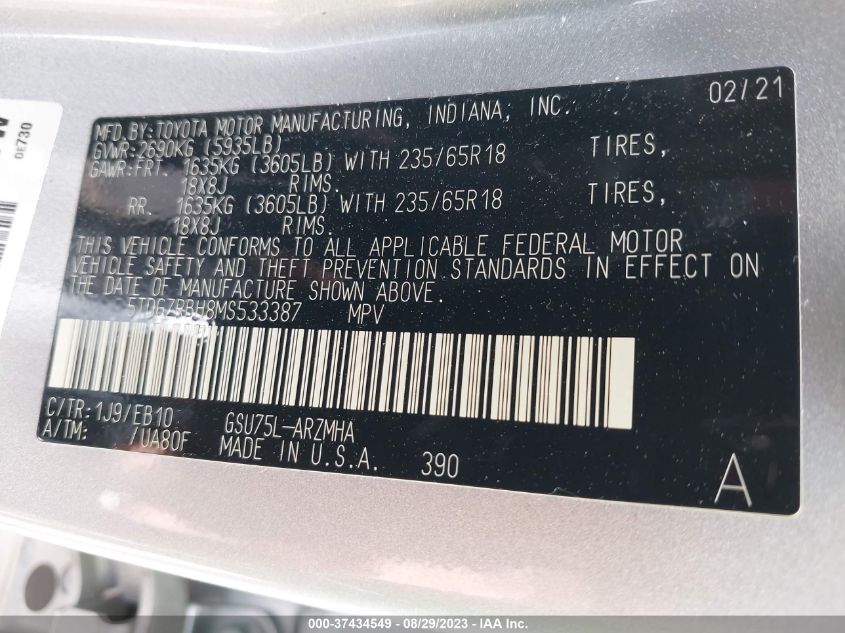 02/21
MFD. BY: TOYOTA MOTOR MANUFACTURING, INDIANA, INC.
GVWR: 2690KG (5935LB)
GAWR: FRT. 1635KG (3605LB) WITH 235/65R18 TIRES,
18X8J RIMS.
RR. 1635KG (3605LB) WITH 235/65R18 TIRES,
18X8J RIMS.
THIS VEHICLE CONFORMS TO ALL APPLICABLE FEDERAL MOTOR
VEHICLE SAFETY AND THEFT PREVENTION STANDARDS IN EFFECT ON
THE DATE OF MANUFACTURE SHOWN ABOVE.
5TDGZRBH8MS533387 MPV
C/TR: 1J9/EB10 GSU75L-ARZMHA
A/TM: /UA80F MADE IN U.S.A. 390
A
0E730
000-37434549 - 08/29/2023 - IAA Inc.